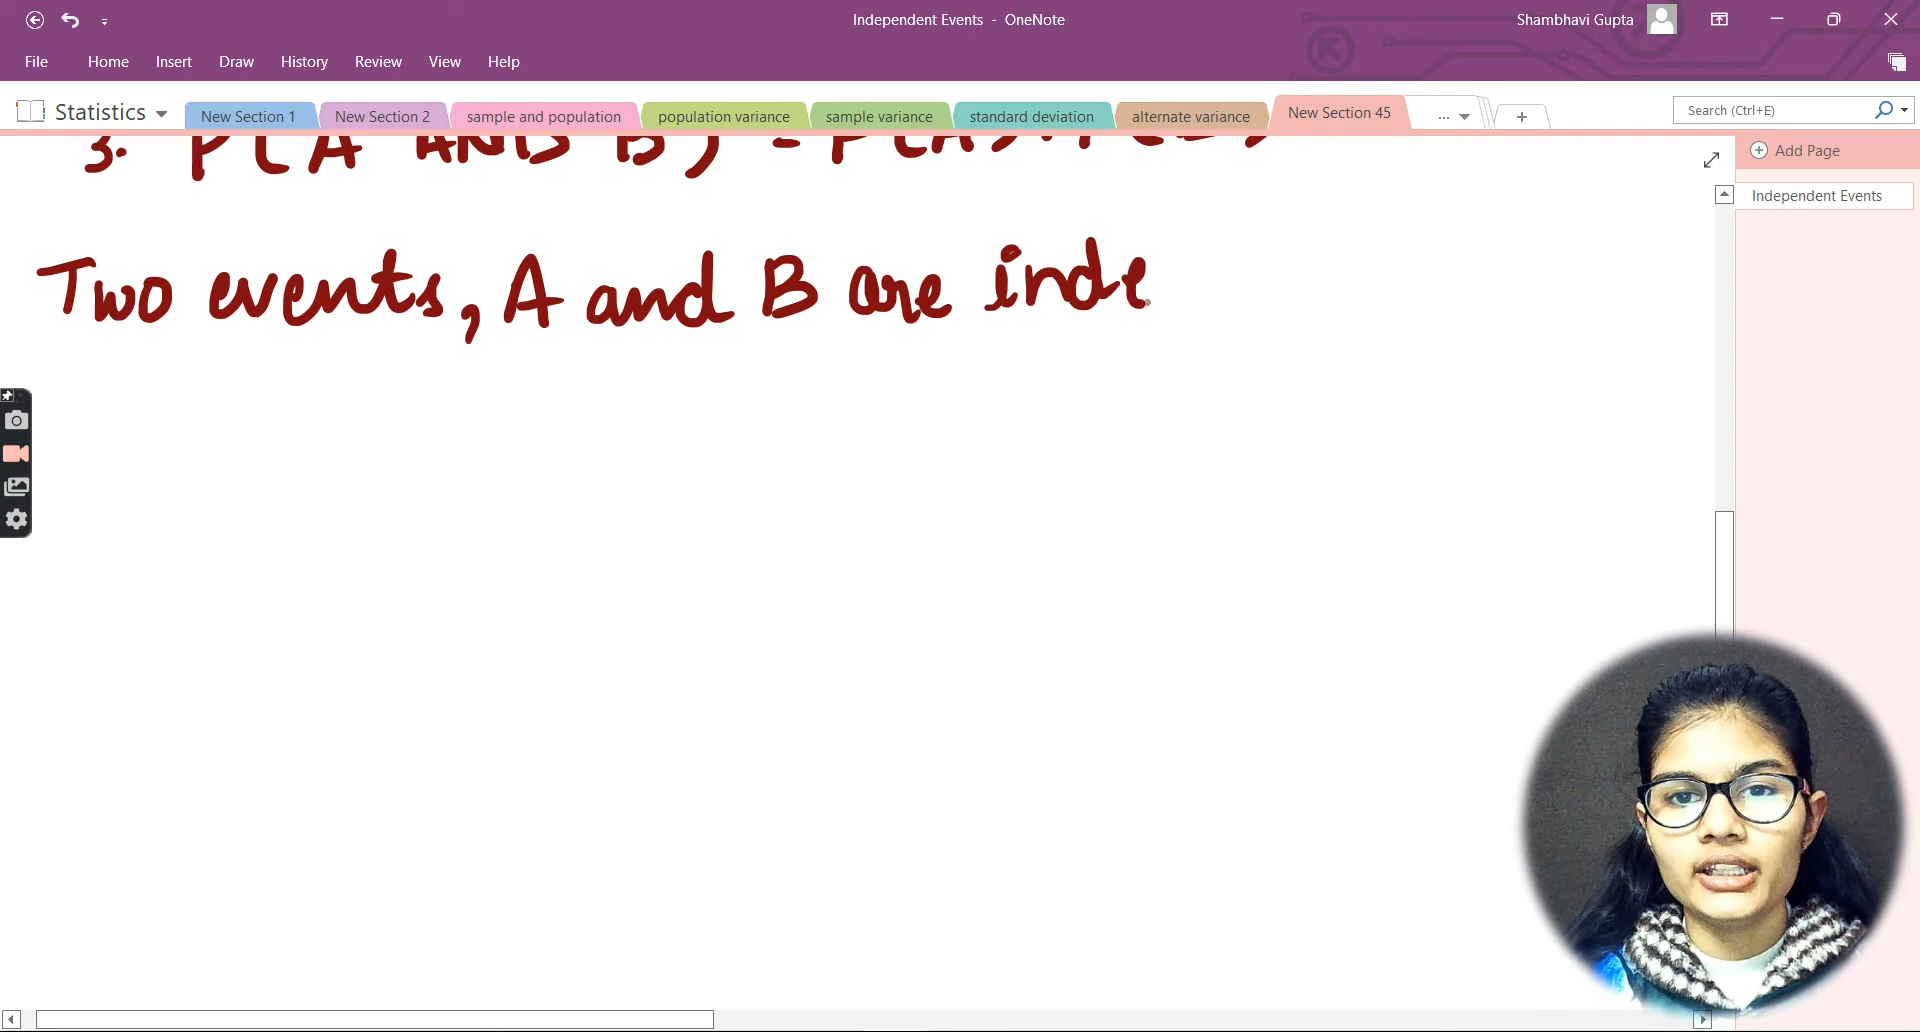 Independent Events - OneNote
Shambhavi Gupta
File Home Insert Draw History Review View Help
Statistics
New Section 1 New Section 2 sample and population population variance sample variance standard deviation alternate variance New Section 45 ...
Search (Ctrl+E)
Add Page
Independent Events
3. P(A AND B) = P(A)
Two events, A and B are inde